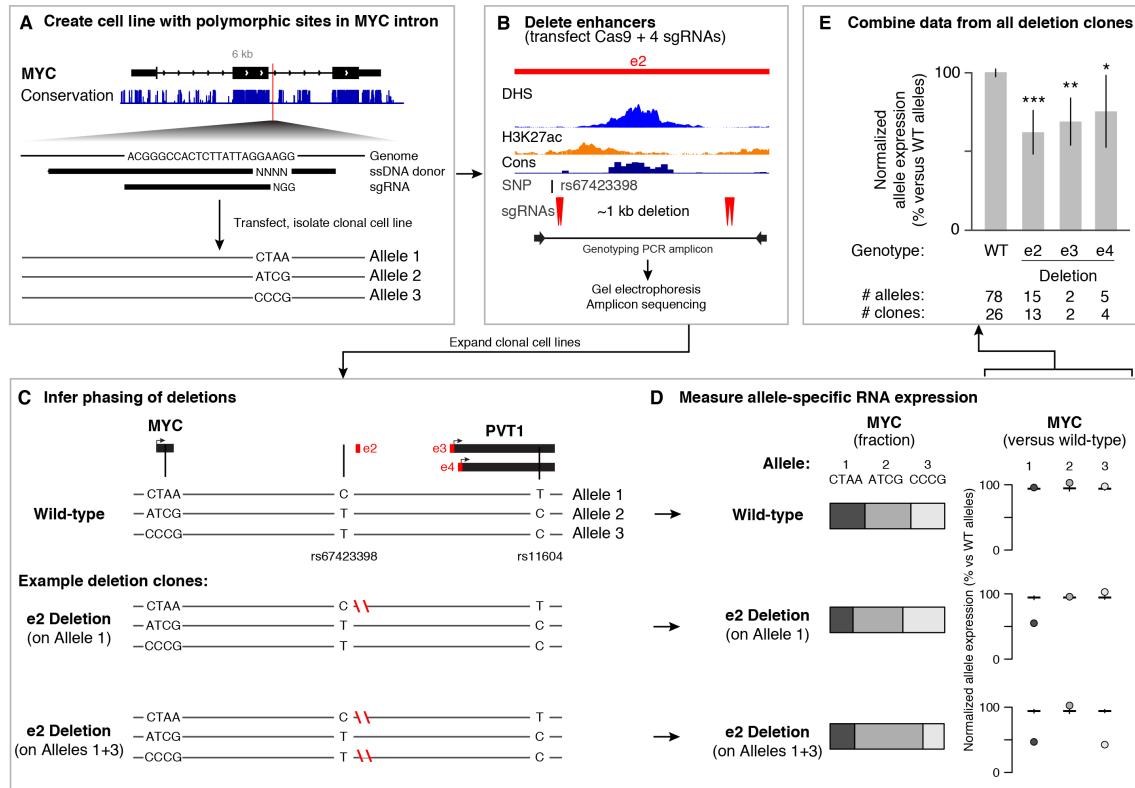 A Create cell line with polymorphic sites in MYC intron
6 kb
MYC
Conservation
ACGGGCCACTCTTATTAGGAAGG Genome
NNNN ssDNA donor
NGG sgRNA
Transfect, isolate clonal cell line
CTAA Allele 1
ATCG Allele 2
CCCG Allele 3
B Delete enhancers
(transfect Cas9 + 4 sgRNAs)
e2
DHS
H3K27ac
Cons
SNP rs67423398
sgRNAs ~1 kb deletion
Genotyping PCR amplicon
Gel electrophoresis
Amplicon sequencing
E Combine data from all deletion clones
Normalized
allele expression
(% versus WT alleles)
100
0
*** ** *
Genotype: WT e2 e3 e4
Deletion
# alleles: 78 15 2 5
# clones: 26 13 2 4
Expand clonal cell lines
C Infer phasing of deletions
MYC
e2
e3
PVT1
e4
Wild-type
CTAA C T Allele 1
ATCG T C Allele 2
CCCG T C Allele 3
rs67423398 rs11604
Example deletion clones:
e2 Deletion
(on Allele 1)
CTAA C T
ATCG T C
CCCG T C
e2 Deletion
(on Alleles 1+3)
CTAA C T
ATCG T C
CCCG T C
D Measure allele-specific RNA expression
MYC
(fraction)
Allele: 1 2 3
CTAA ATCG CCCG
Wild-type
e2 Deletion
(on Allele 1)
e2 Deletion
(on Alleles 1+3)
MYC
(versus wild-type)
1 2 3
Normalized allele expression (% vs WT alleles)
100
0
100
0
100
0